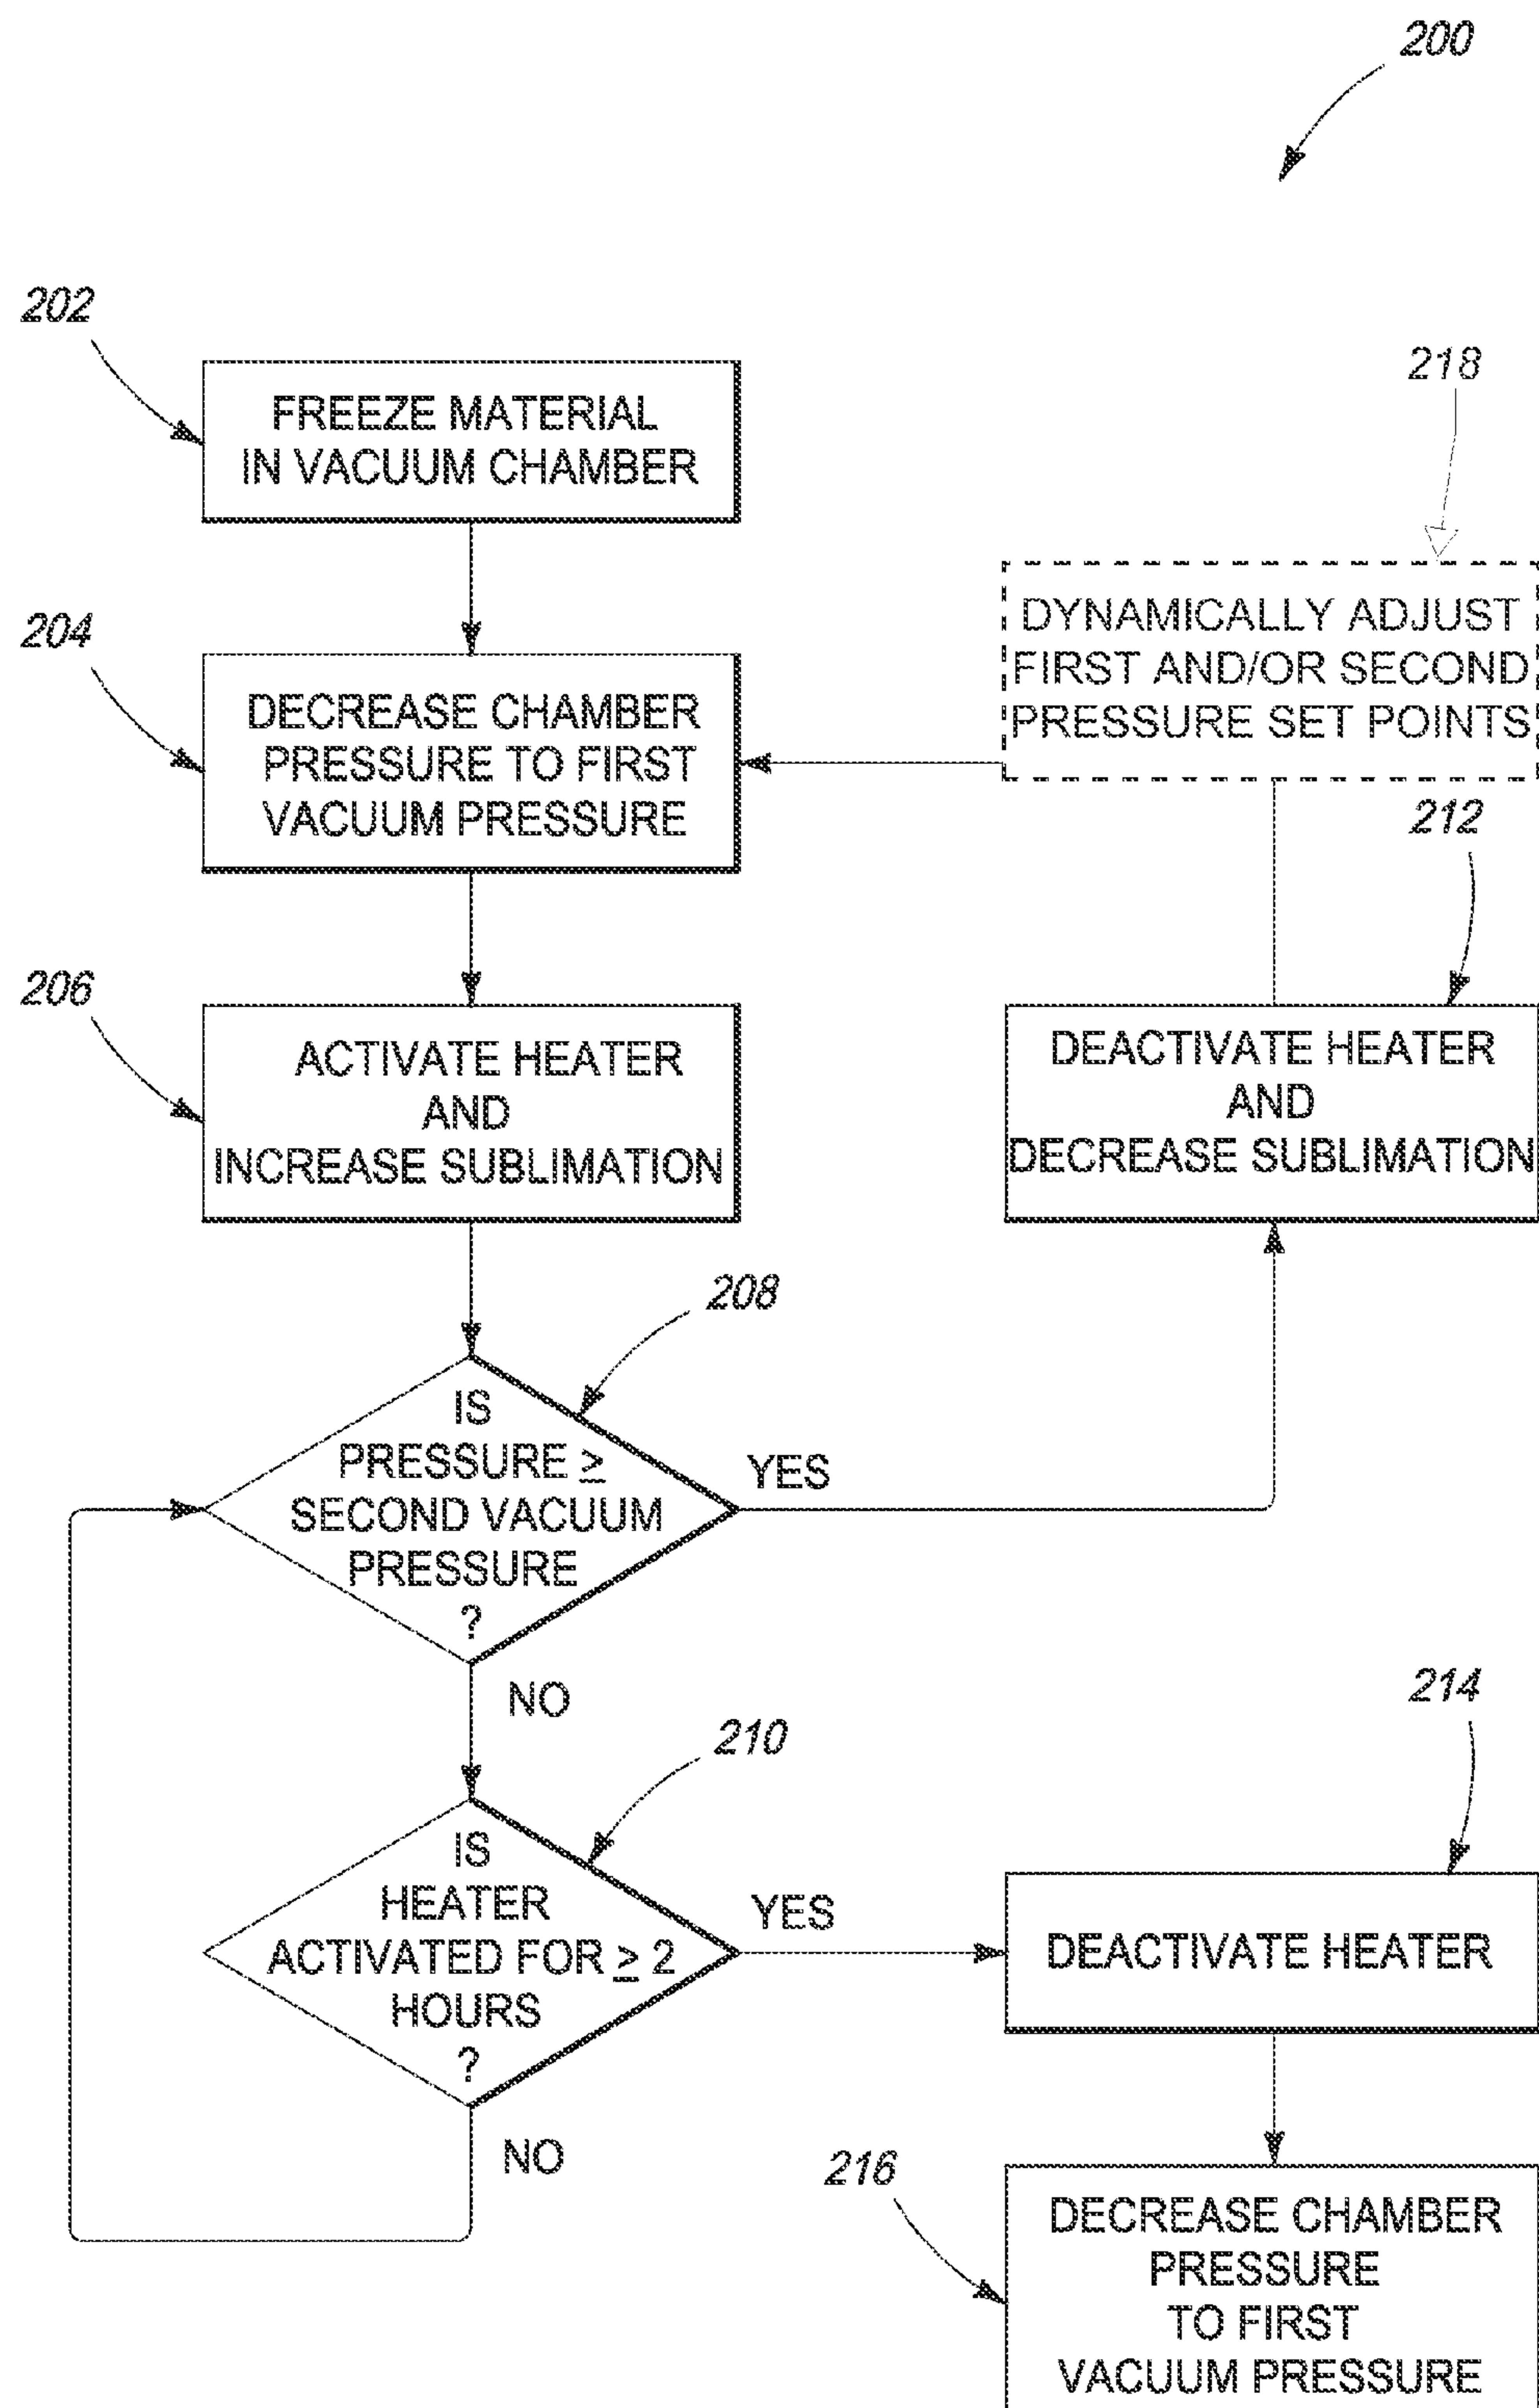 200
202
FREEZE MATERIAL
IN VACUUM CHAMBER
218
204
DECREASE CHAMBER
PRESSURE TO FIRST
VACUUM PRESSURE
DYNAMICALLY ADJUST
FIRST AND/OR SECOND
PRESSURE SET POINTS
212
206
ACTIVATE HEATER
AND
INCREASE SUBLIMATION
DEACTIVATE HEATER
AND
DECREASE SUBLIMATION
208
IS
PRESSURE ≥
SECOND VACUUM
PRESSURE
?
YES
NO
210
214
IS
HEATER
ACTIVATED FOR ≥ 2
HOURS
?
YES
DEACTIVATE HEATER
NO
216
DECREASE CHAMBER
PRESSURE
TO FIRST
VACUUM PRESSURE